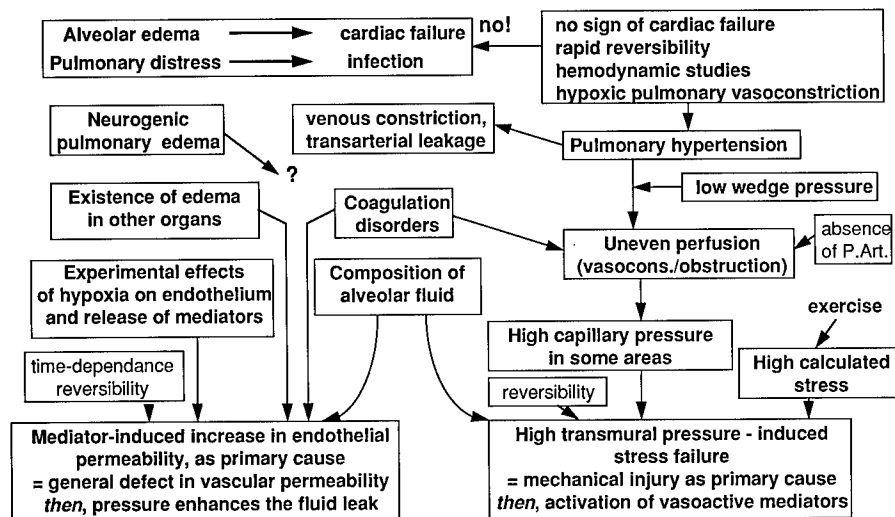 Alveolar edema
cardiac failure
Pulmonary distress
infection
no!
no sign of cardiac failure
rapid reversibility
hemodynamic studies
hypoxic pulmonary vasoconstriction
Neurogenic
pulmonary edema
?
venous constriction,
transarterial leakage
Pulmonary hypertension
low wedge pressure
Existence of edema
in other organs
Coagulation
disorders
Uneven perfusion
(vasocons./obstruction)
absence
of P.Art.
Experimental effects
of hypoxia on endothelium
and release of mediators
Composition of
alveolar fluid
High capillary pressure
in some areas
exercise
High calculated
stress
time-dependance
reversibility
reversibility
Mediator-induced increase in endothelial
permeability, as primary cause
= general defect in vascular permeability
then, pressure enhances the fluid leak
High transmural pressure - induced
stress failure
= mechanical injury as primary cause
then, activation of vasoactive mediators